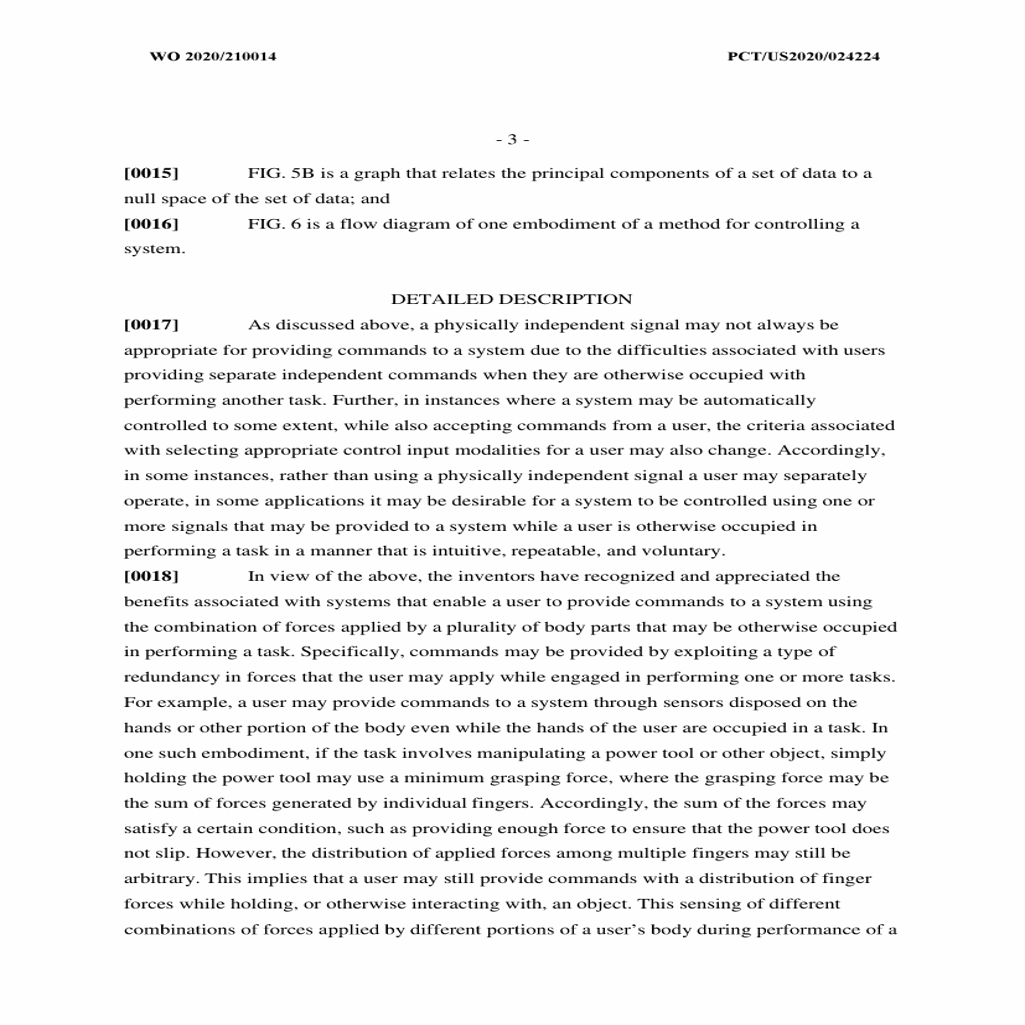 WO 2020/210014 PCT/US2020/024224
- 3 -
[0015] FIG. 5B is a graph that relates the principal components of a set of data to a
null space of the set of data; and
[0016] FIG. 6 is a flow diagram of one embodiment of a method for controlling a
system.
DETAILED DESCRIPTION
[0017] As discussed above, a physically independent signal may not always be
appropriate for providing commands to a system due to the difficulties associated with users
providing separate independent commands when they are otherwise occupied with
performing another task. Further, in instances where a system may be automatically
controlled to some extent, while also accepting commands from a user, the criteria associated
with selecting appropriate control input modalities for a user may also change. Accordingly,
in some instances, rather than using a physically independent signal a user may separately
operate, in some applications it may be desirable for a system to be controlled using one or
more signals that may be provided to a system while a user is otherwise occupied in
performing a task in a manner that is intuitive, repeatable, and voluntary.
[0018] In view of the above, the inventors have recognized and appreciated the
benefits associated with systems that enable a user to provide commands to a system using
the combination of forces applied by a plurality of body parts that may be otherwise occupied
in performing a task. Specifically, commands may be provided by exploiting a type of
redundancy in forces that the user may apply while engaged in performing one or more tasks.
For example, a user may provide commands to a system through sensors disposed on the
hands or other portion of the body even while the hands of the user are occupied in a task. In
one such embodiment, if the task involves manipulating a power tool or other object, simply
holding the power tool may use a minimum grasping force, where the grasping force may be
the sum of forces generated by individual fingers. Accordingly, the sum of the forces may
satisfy a certain condition, such as providing enough force to ensure that the power tool does
not slip. However, the distribution of applied forces among multiple fingers may still be
arbitrary. This implies that a user may still provide commands with a distribution of finger
forces while holding, or otherwise interacting with, an object. This sensing of different
combinations of forces applied by different portions of a user's body during performance of a